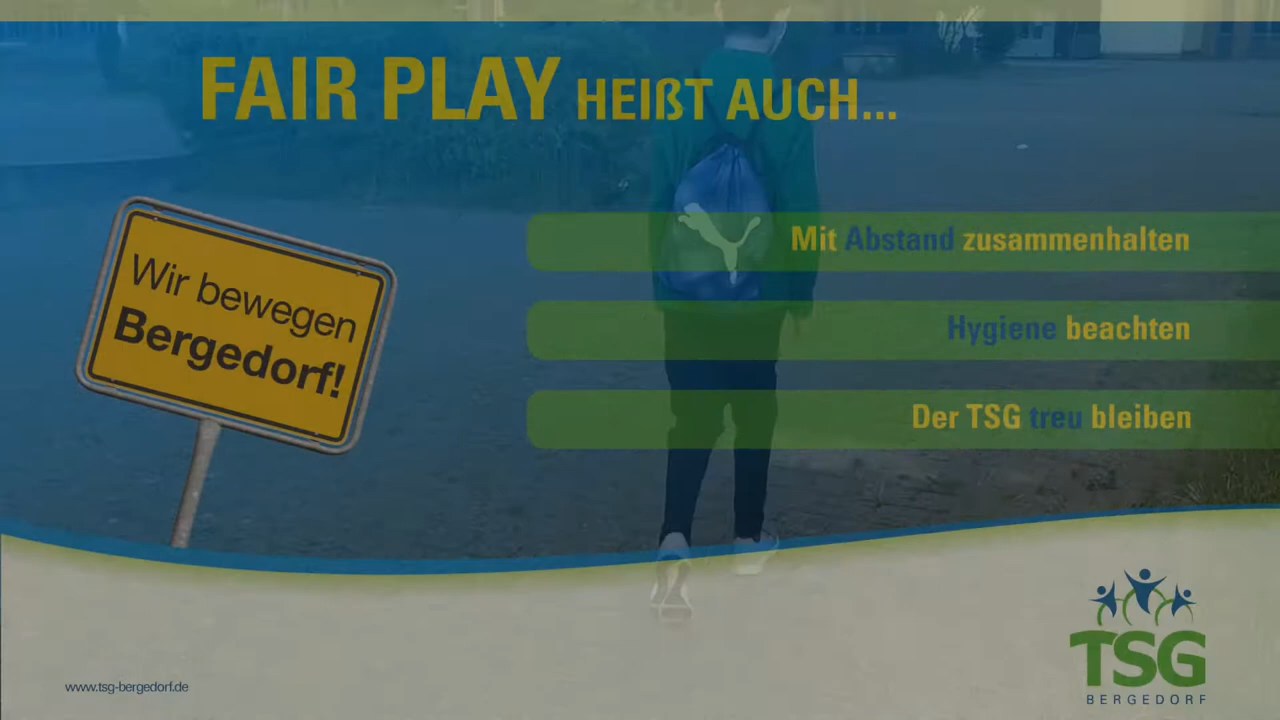 FAIR PLAY HEIßT AUCH...
Wir bewegen
Bergedorf!
Mit Abstand zusammenhalten
Hygiene beachten
Der TSG treu bleiben
www.tsg-bergedorf.de
TSG
BERGEDORF